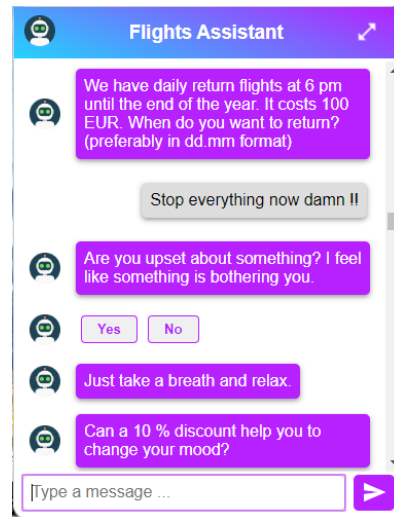 Flights Assistant
We have daily return flights at 6 pm
until the end of the year. It costs 100
EUR. When do you want to return?
(preferably in dd.mm format)
Stop everything now damn !!
Are you upset about something? I feel
like something is bothering you.
Yes No
Just take a breath and relax.
Can a 10 % discount help you to
change your mood?
Type a message ...